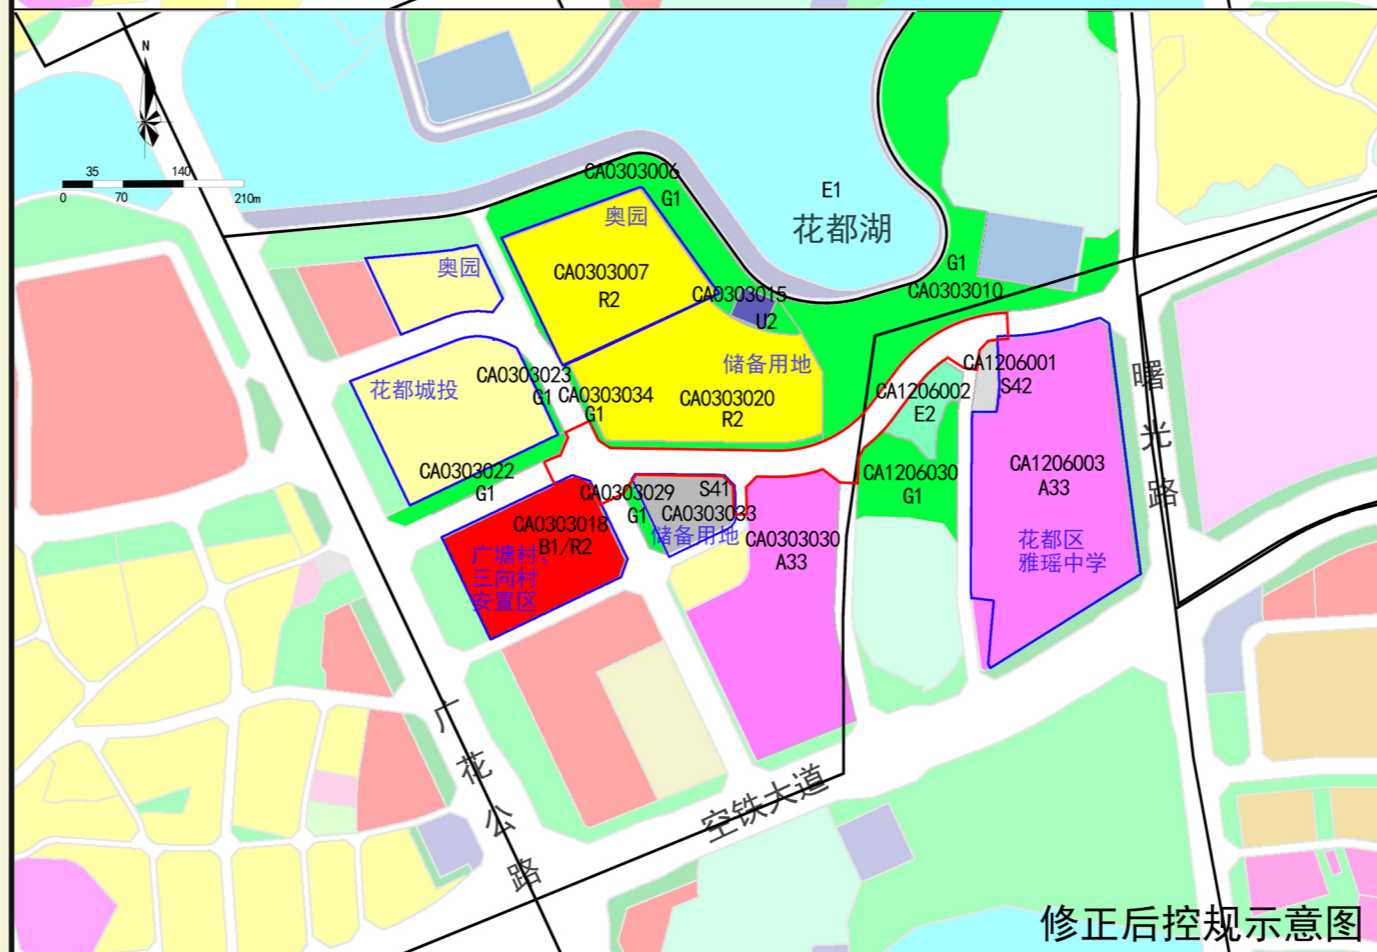 N
35
140
0
70
210m
CA0303006
G1
奥园
E1
花都湖
奥园
CA0303007
R2
G1
CA0303010
CA0303015
U2
储备用地
花都城投
CA0303023
G1
CA0303034
G1
CA0303020
R2
CA1206001
S42
CA1206002
E2
曙光路
CA0303022
G1
CA0303029
G1
S41
CA0303033
储备用地
CA1206030
G1
CA1206003
A33
花都区
雅瑶中学
CA0303018
B1/R2
广塘村、
三向村
安置区
CA0303030
A33
广花公路
空铁大道
修正后控规示意图